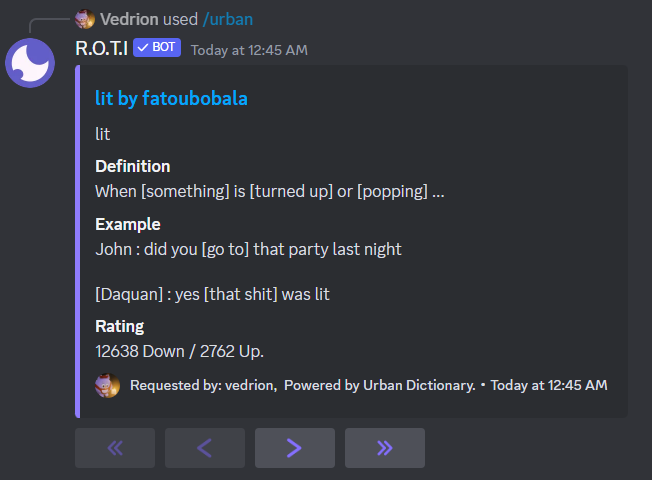 Vedrion used /urban
R.O.T.I ✓ BOT Today at 12:45 AM
lit by fatoubobala
lit
Definition
When [something] is [turned up] or [popping] ...
Example
John : did you [go to] that party last night
[Daquan] : yes [that shit] was lit
Rating
12638 Down / 2762 Up.
Requested by: vedrion, Powered by Urban Dictionary. • Today at 12:45 AM